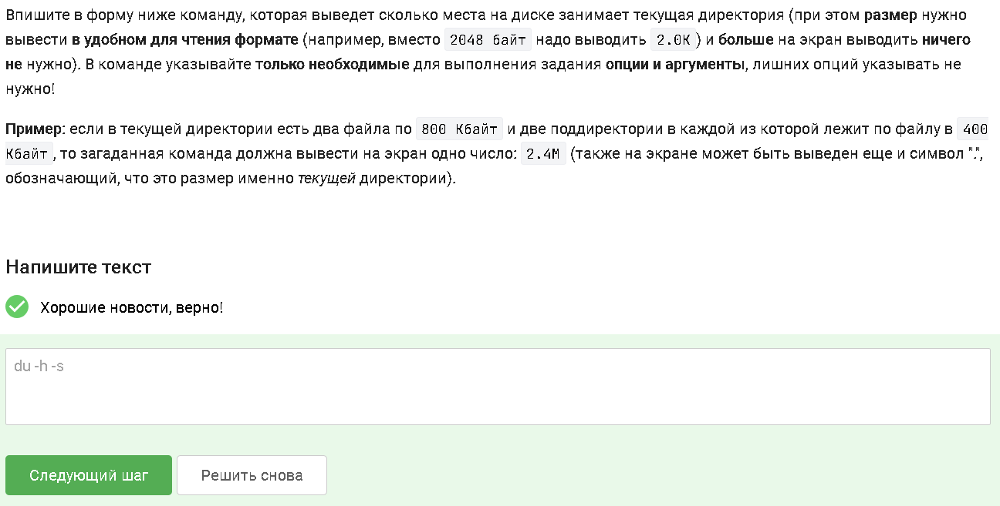 Впишите в форму ниже команду, которая выведет сколько места на диске занимает текущая директория (при этом размер нужно
вывести в удобном для чтения формате (например, вместо 2048 байт надо выводить 2.0K) и больше на экран выводить ничего
не нужно). В команде указывайте только необходимые для выполнения задания опции и аргументы, лишних опций указывать не
нужно!
Пример: если в текущей директории есть два файла по 800 Кбайт и две поддиректории в каждой из которой лежит по файлу в 400
Кбайт, то загаданная команда должна вывести на экран одно число: 2.4M (также на экране может быть выведен еще и символ ".",
обозначающий, что это размер именно текущей директории).
Напишите текст
Хорошие новости, верно!
du -h -s
Следующий шаг
Решить снова